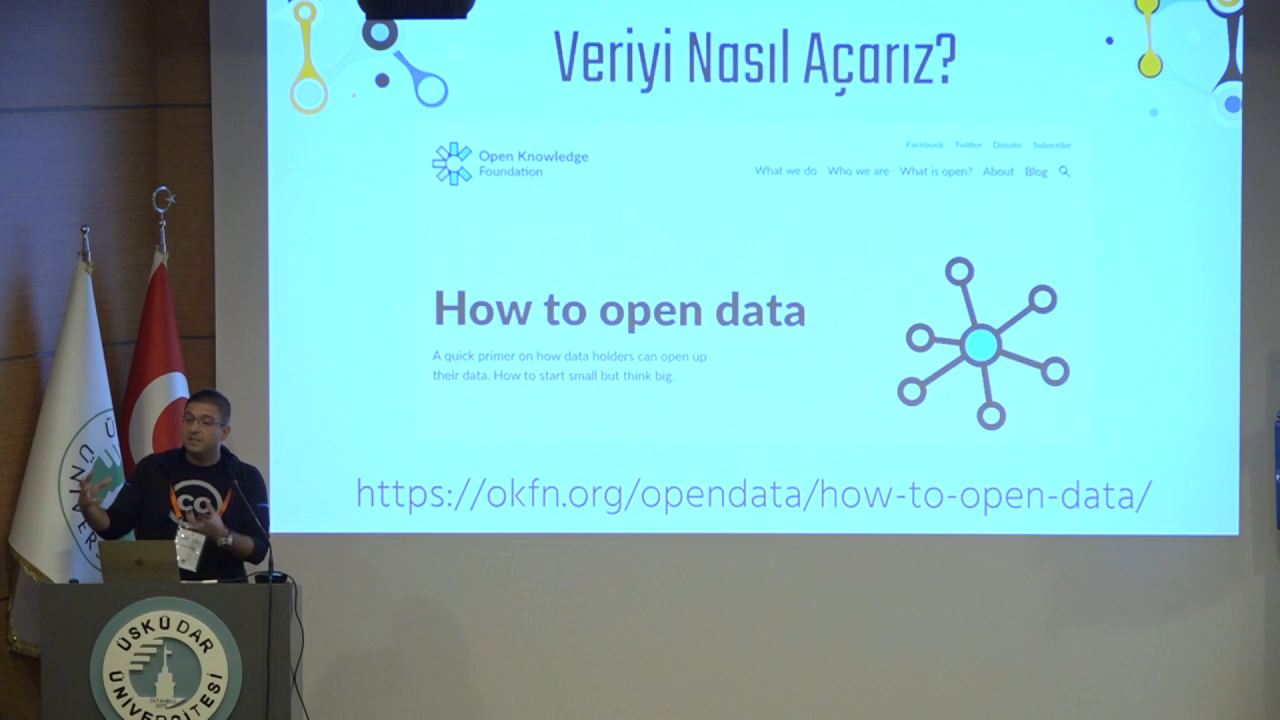 Veriyi Nasıl Açarız?
Open Knowledge
Foundation
Facebook Twitter Donate Subscribe
What we do Who we are What is open? About Blog
How to open data
A quick primer on how data holders can open up
their data. How to start small but think big.
https://okfn.org/opendata/how-to-open-data/
CO
ÜSKÜDAR
ÜNİVERSİTESİ
İSTANBUL